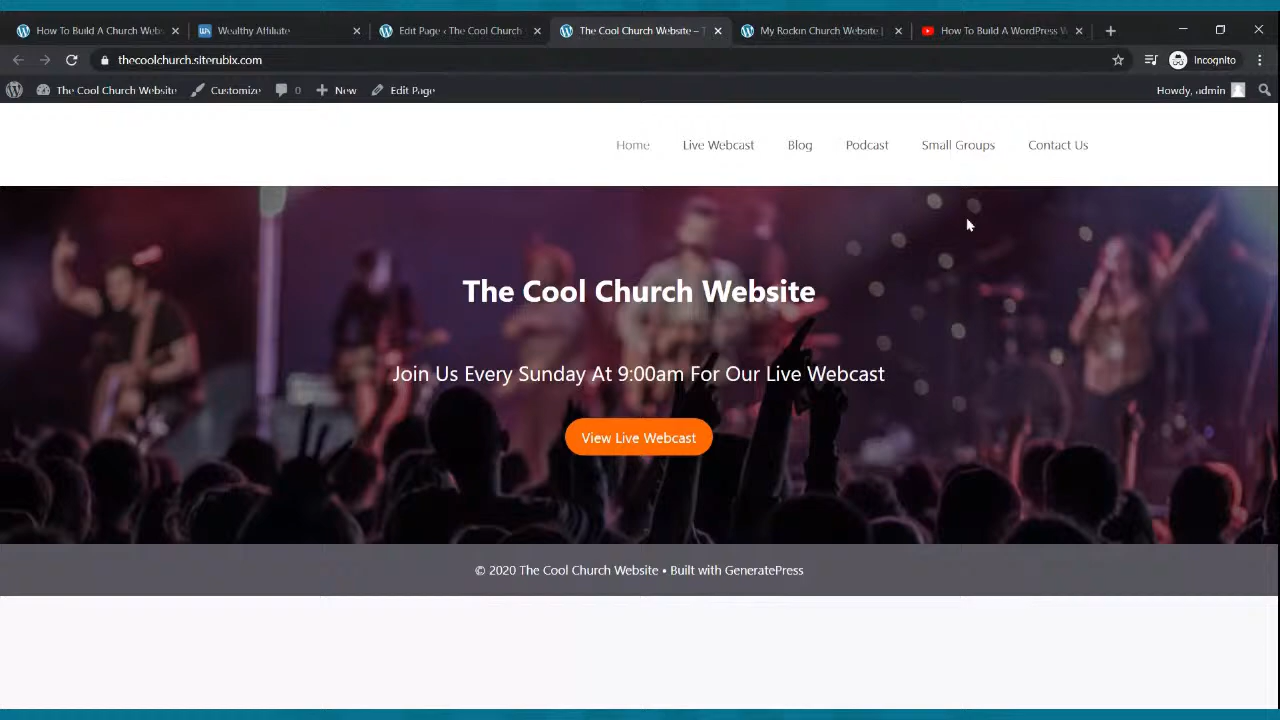 How To Build A Church Webs
Wealthy Affiliate
Edit Page ‹ The Cool Church
The Cool Church Website – T
My Rockin Church Website |
How To Build A WordPress W
thecoolchurch.siterubix.com
Incognito
The Cool Church Website
Customize
0
New
Edit Page
Howdy, admin
Home
Live Webcast
Blog
Podcast
Small Groups
Contact Us
The Cool Church Website
Join Us Every Sunday At 9:00am For Our Live Webcast
View Live Webcast
© 2020 The Cool Church Website • Built with GeneratePress